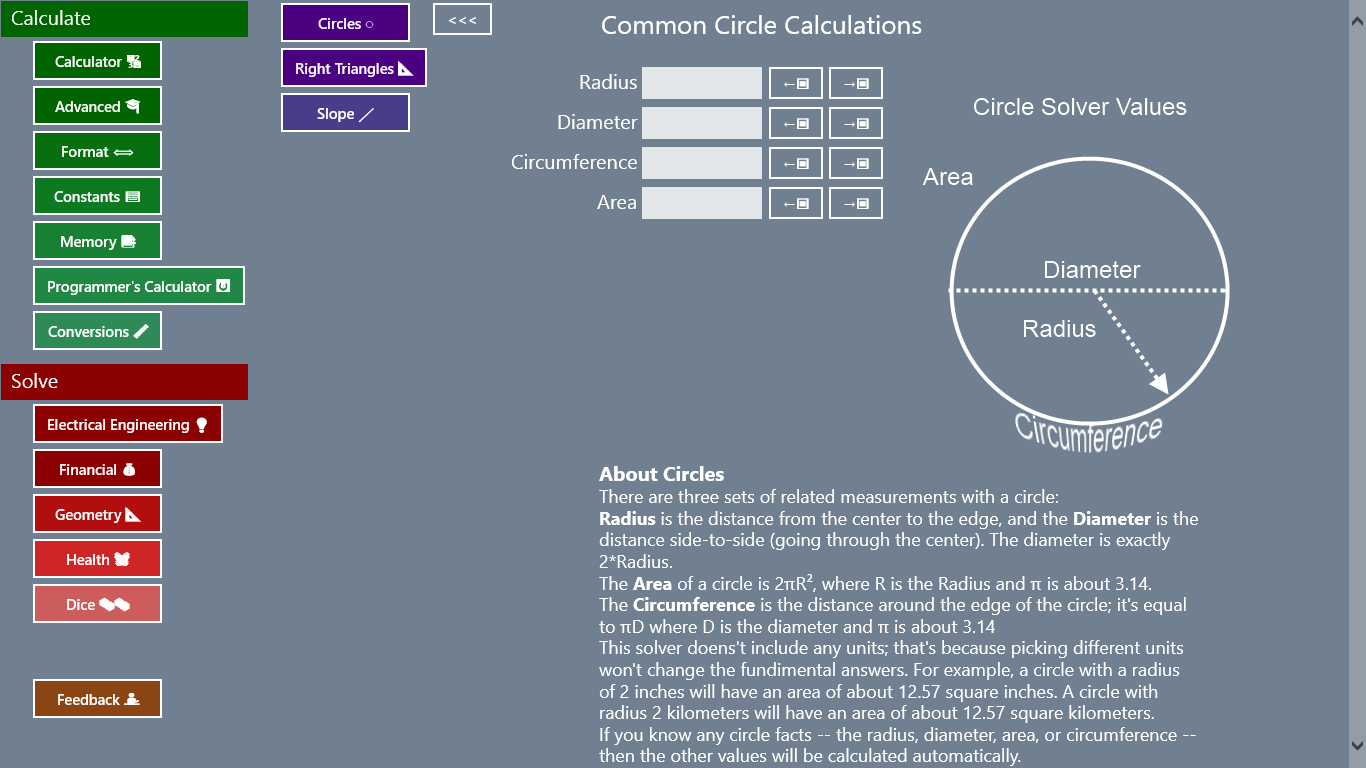 Calculate
Calculator
Advanced
Format
Constants
Memory
Programmer's Calculator
Conversions
Solve
Electrical Engineering
Financial
Geometry
Health
Dice
Feedback
Circles
Right Triangles
Slope
<<<
Common Circle Calculations
Radius
←▣ →▣
Diameter
←▣ →▣
Circumference
←▣ →▣
Area
←▣ →▣
Circle Solver Values
Area
Diameter
Radius
Circumference
About Circles
There are three sets of related measurements with a circle:
Radius is the distance from the center to the edge, and the Diameter is the
distance side-to-side (going through the center). The diameter is exactly
2*Radius.
The Area of a circle is 2πR², where R is the Radius and π is about 3.14.
The Circumference is the distance around the edge of the circle; it's equal
to πD where D is the diameter and π is about 3.14
This solver doens't include any units; that's because picking different units
won't change the fundimental answers. For example, a circle with a radius
of 2 inches will have an area of about 12.57 square inches. A circle with
radius 2 kilometers will have an area of about 12.57 square kilometers.
If you know any circle facts -- the radius, diameter, area, or circumference --
then the other values will be calculated automatically.